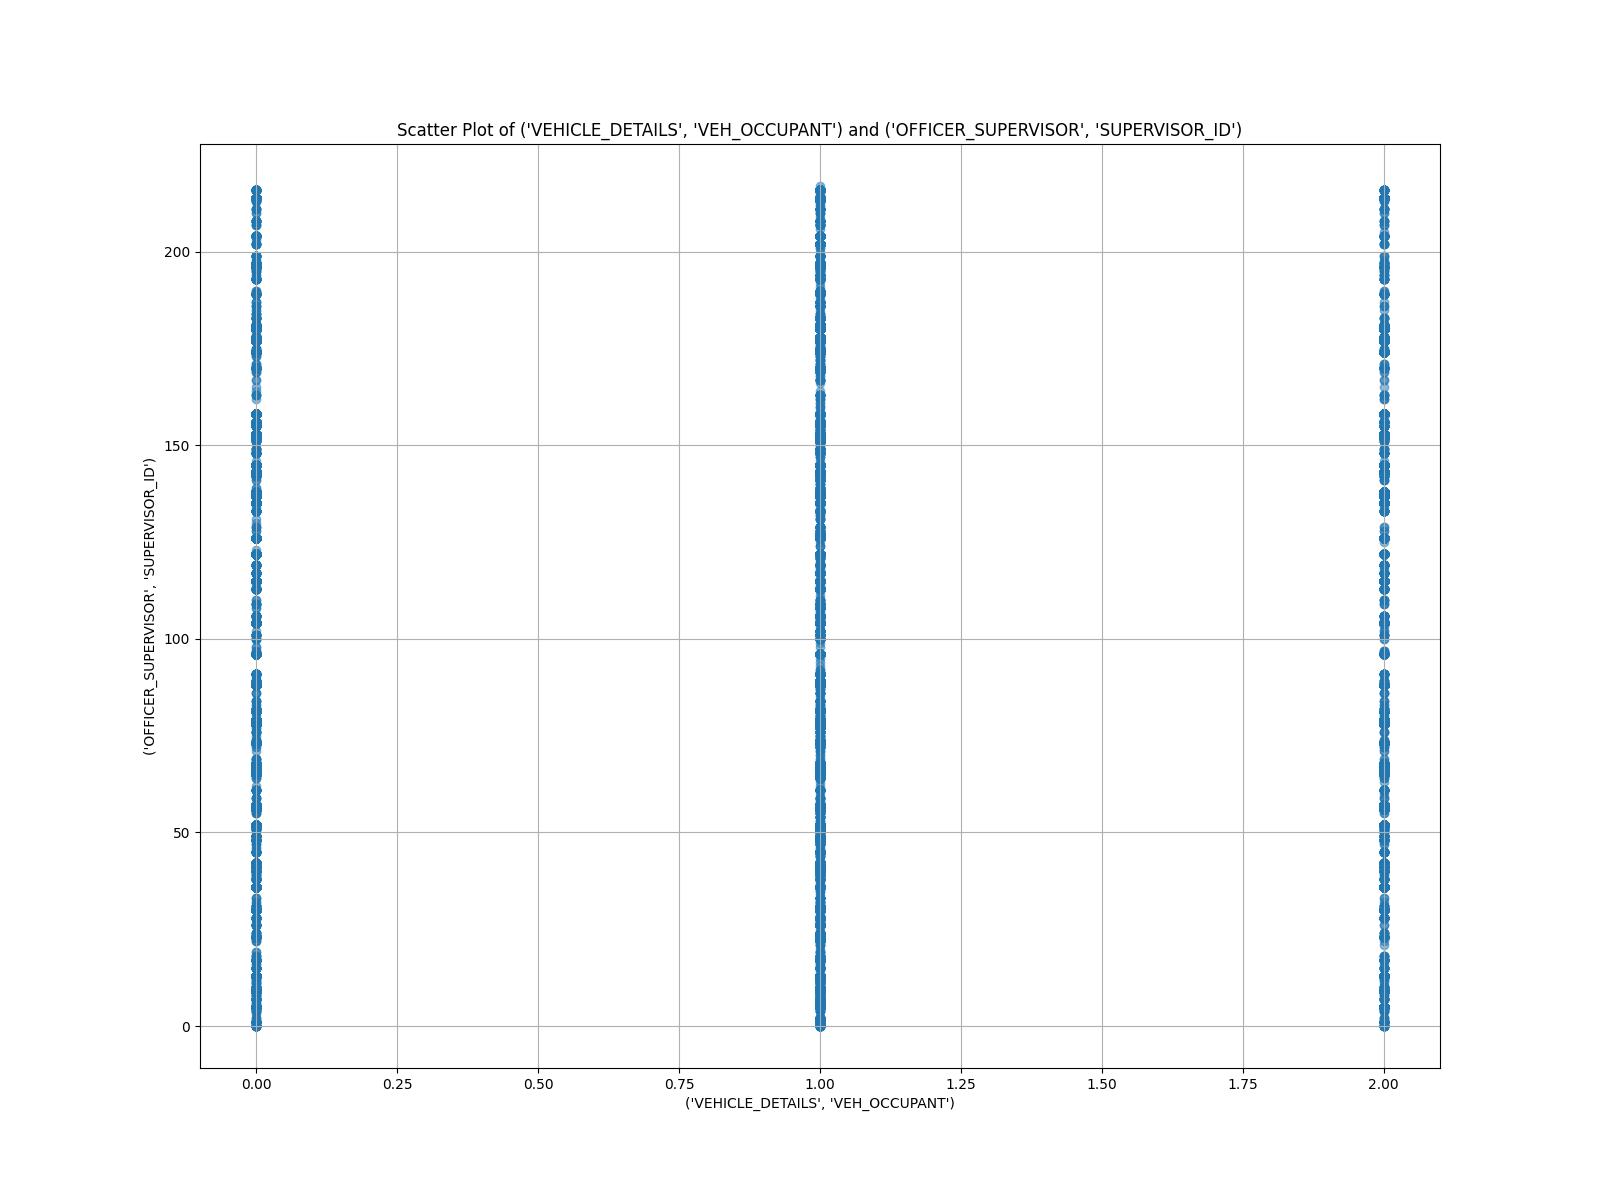 Scatter Plot of ('VEHICLE_DETAILS', 'VEH_OCCUPANT') and ('OFFICER_SUPERVISOR', 'SUPERVISOR_ID')
('OFFICER_SUPERVISOR', 'SUPERVISOR_ID')
200
150
100
50
0
0.00 0.25 0.50 0.75 1.00 1.25 1.50 1.75 2.00
('VEHICLE_DETAILS', 'VEH_OCCUPANT')